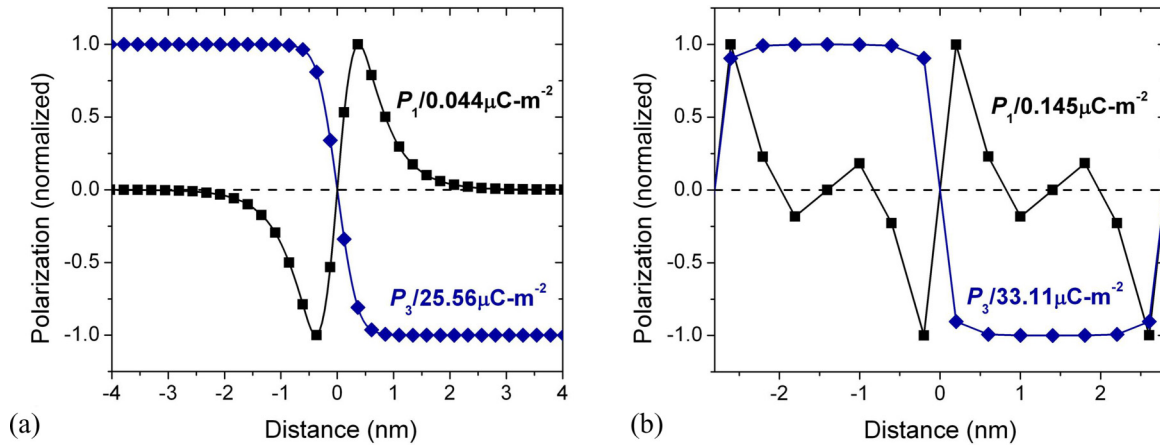 1.0
0.5
0.0
-0.5
-1.0
Polarization (normalized)
P₁/0.044μC-m⁻²
P₃/25.56μC-m⁻²
-4 -3 -2 -1 0 1 2 3 4
Distance (nm)
(a)
1.0
0.5
0.0
-0.5
-1.0
Polarization (normalized)
P₁/0.145μC-m⁻²
P₃/33.11μC-m⁻²
-2 -1 0 1 2
Distance (nm)
(b)